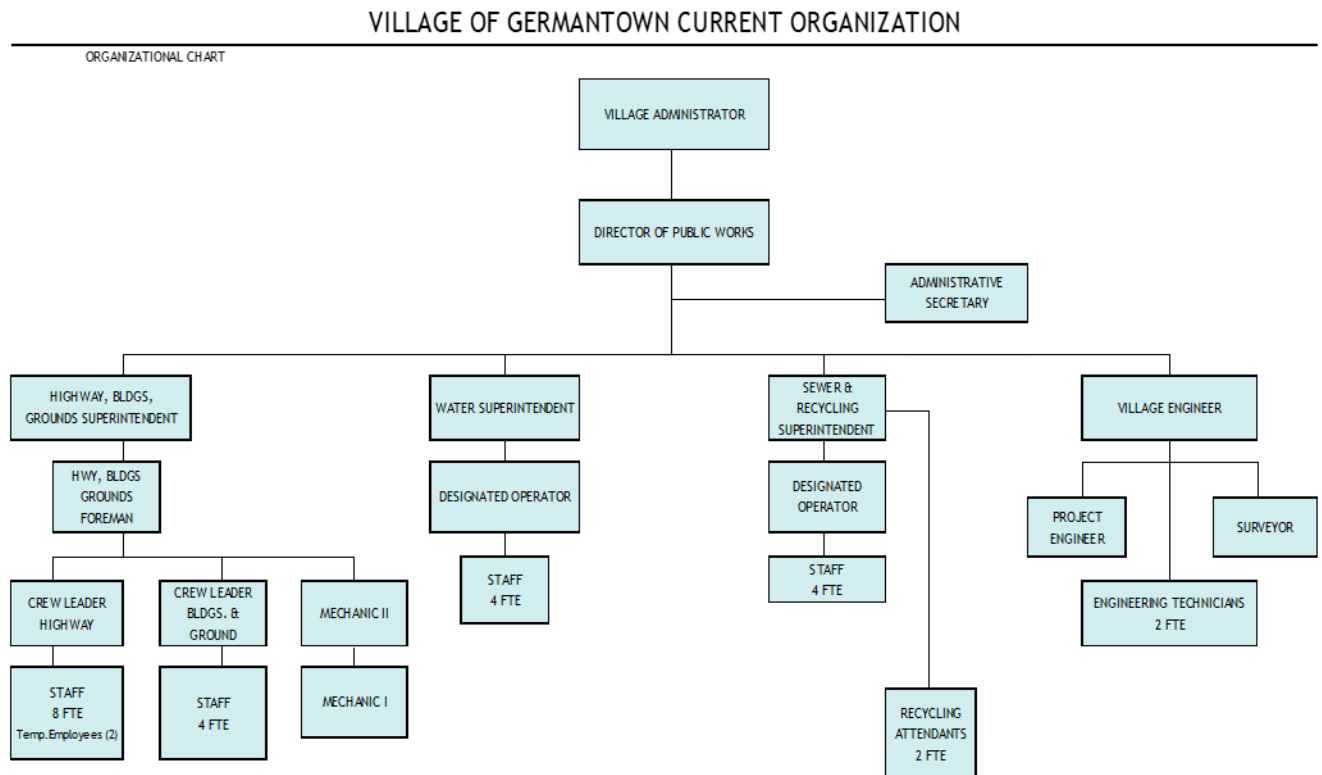 VILLAGE OF GERMANTOWN CURRENT ORGANIZATION
ORGANIZATIONAL CHART
VILLAGE ADMINISTRATOR
DIRECTOR OF PUBLIC WORKS
ADMINISTRATIVE
SECRETARY
HIGHWAY, BLDGS,
GROUNDS SUPERINTENDENT
WATER SUPERINTENDENT
SEWER &
RECYCLING
SUPERINTENDENT
VILLAGE ENGINEER
HWY, BLDGS
GROUNDS
FOREMAN
DESIGNATED OPERATOR
DESIGNATED
OPERATOR
PROJECT
ENGINEER
SURVEYOR
CREW LEADER
HIGHWAY
CREW LEADER
BLDGS. &
GROUND
MECHANIC II
STAFF
4 FTE
STAFF
4 FTE
ENGINEERING TECHNICIANS
2 FTE
STAFF
8 FTE
Temp.Employees (2)
STAFF
4 FTE
MECHANIC I
RECYCLING
ATTENDANTS
2 FTE